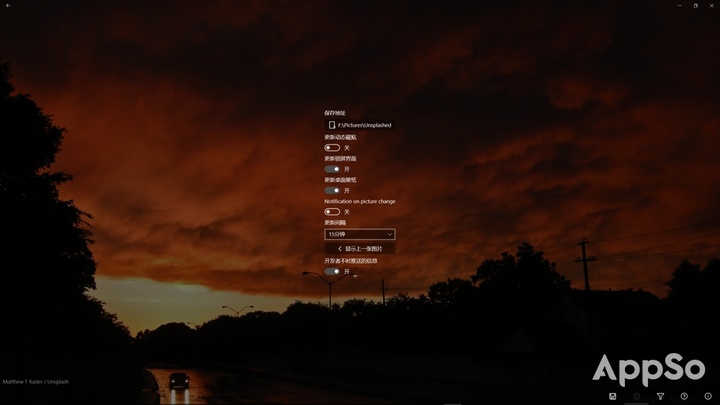 保存地址
F:\Pictures\Unsplashed
更新动态磁贴
关
更新锁屏界面
开
更新桌面壁纸
开
Notification on picture change
关
更新间隔
15分钟
显示上一张图片
开发者不时推送的信息
开
Matthew T Rader / Unsplash
AppSo